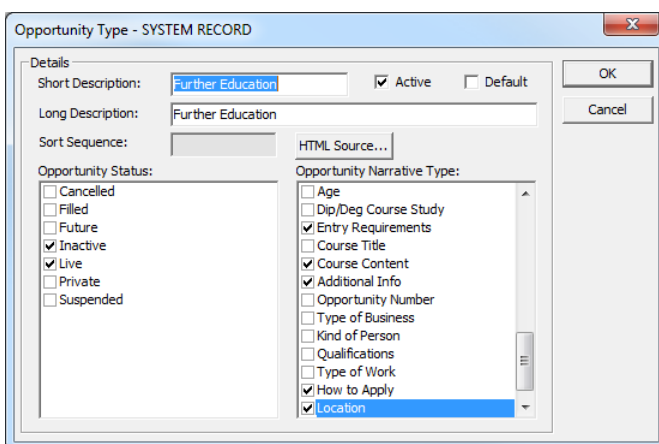 Opportunity Type - SYSTEM RECORD
Details
Short Description: Further Education Active Default
OK
Long Description: Further Education
Cancel
Sort Sequence: HTML Source...
Opportunity Status: Opportunity Narrative Type:
Cancelled
Filled
Future
Inactive
Live
Private
Suspended
Age
Dip/Deg Course Study
Entry Requirements
Course Title
Course Content
Additional Info
Opportunity Number
Type of Business
Kind of Person
Qualifications
Type of Work
How to Apply
Location